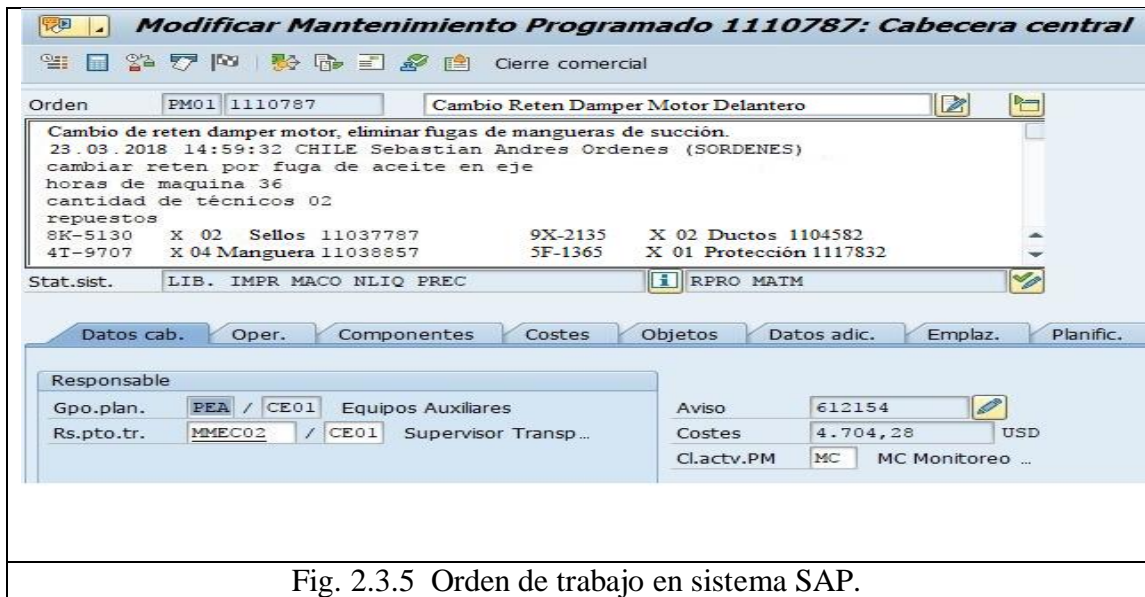 Modificar Mantenimiento Programado 1110787: Cabecera central
Cierre comercial
Orden PM01 1110787 Cambio Reten Damper Motor Delantero
Cambio de reten damper motor, eliminar fugas de mangueras de succión.
23.03.2018 14:59:32 CHILE Sebastian Andres Ordenes (SORDENES)
cambiar reten por fuga de aceite en eje
horas de maquina 36
cantidad de técnicos 02
repuestos
8K-5130 X 02 Sellos 11037787 9X-2135 X 02 Ductos 1104582
4T-9707 X 04 Manguera 11038857 5F-1365 X 01 Protección 1117832
Stat.sist. LIB. IMPR MACO NLIQ PREC RPRO MATM
Datos cab. Oper. Componentes Costes Objetos Datos adic. Emplaz. Planific.
Responsable
Gpo.plan. PEA / CE01 Equipos Auxiliares Aviso 612154
Rs.pto.tr. MMEC02 / CE01 Supervisor Transp... Costes 4.704,28 USD
Cl.actv.PM MC MC Monitoreo ...
Fig. 2.3.5 Orden de trabajo en sistema SAP.